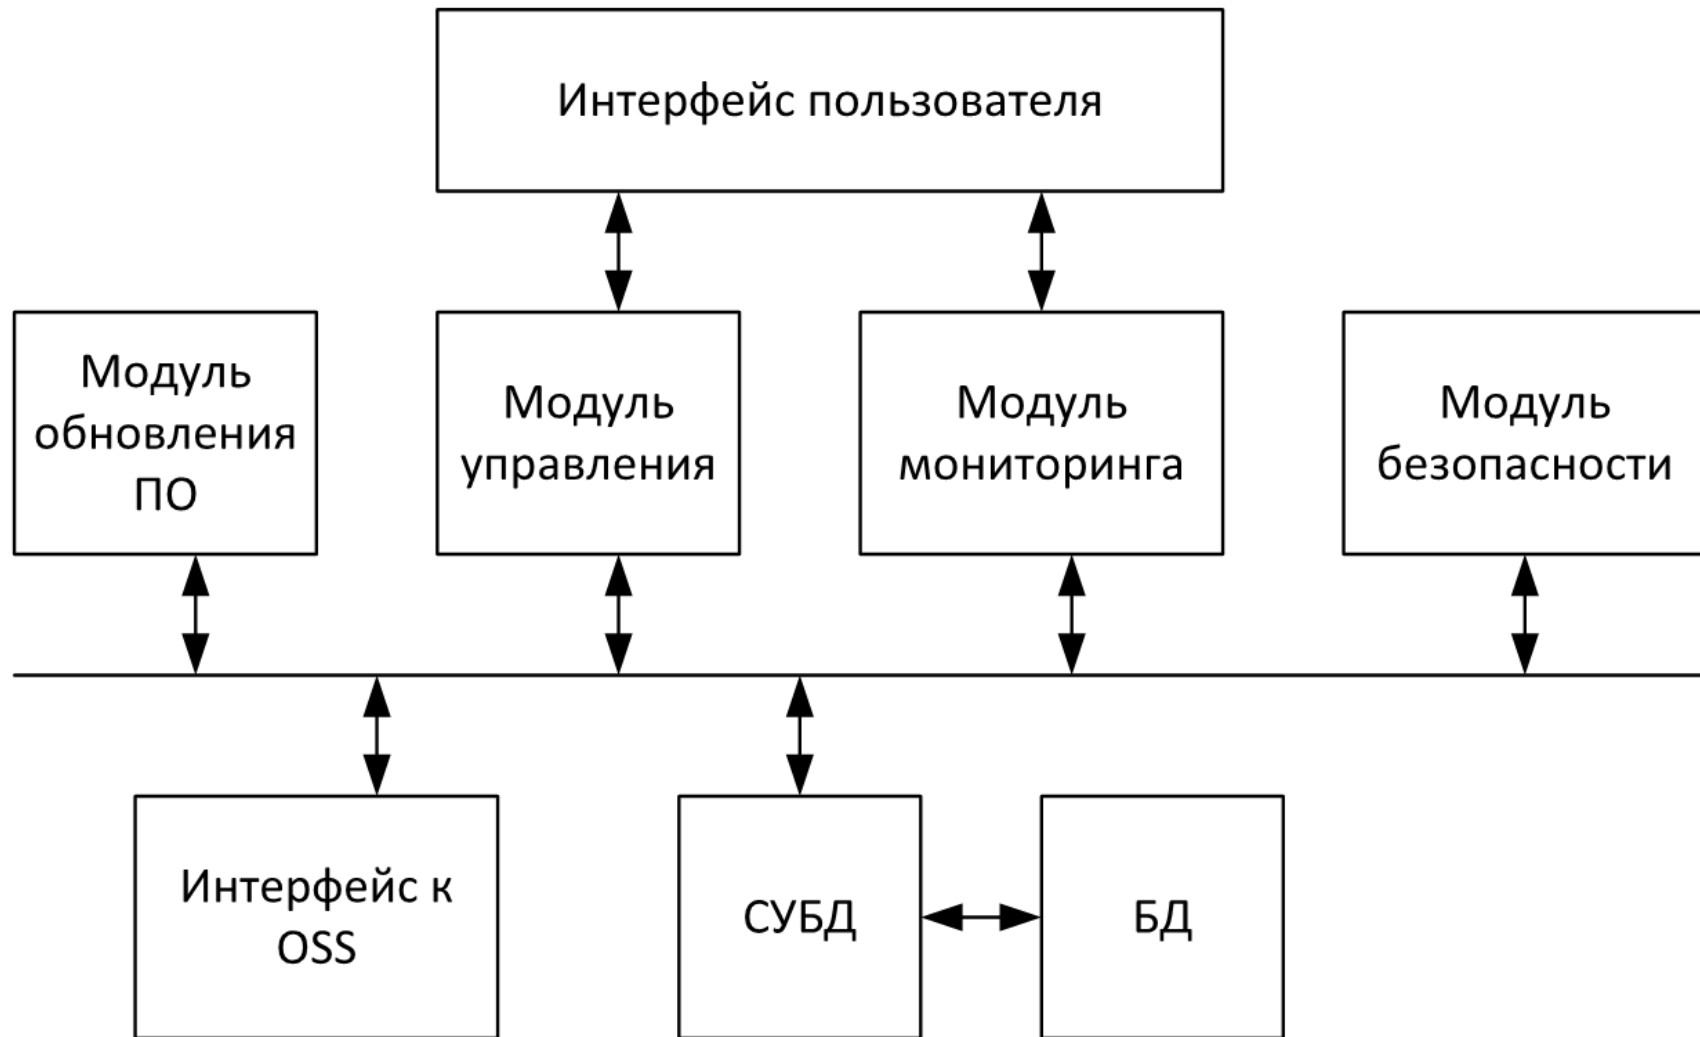 Интерфейс пользователя
Модуль
обновления
ПО
Модуль
управления
Модуль
мониторинга
Модуль
безопасности
Интерфейс к
OSS
СУБД
БД